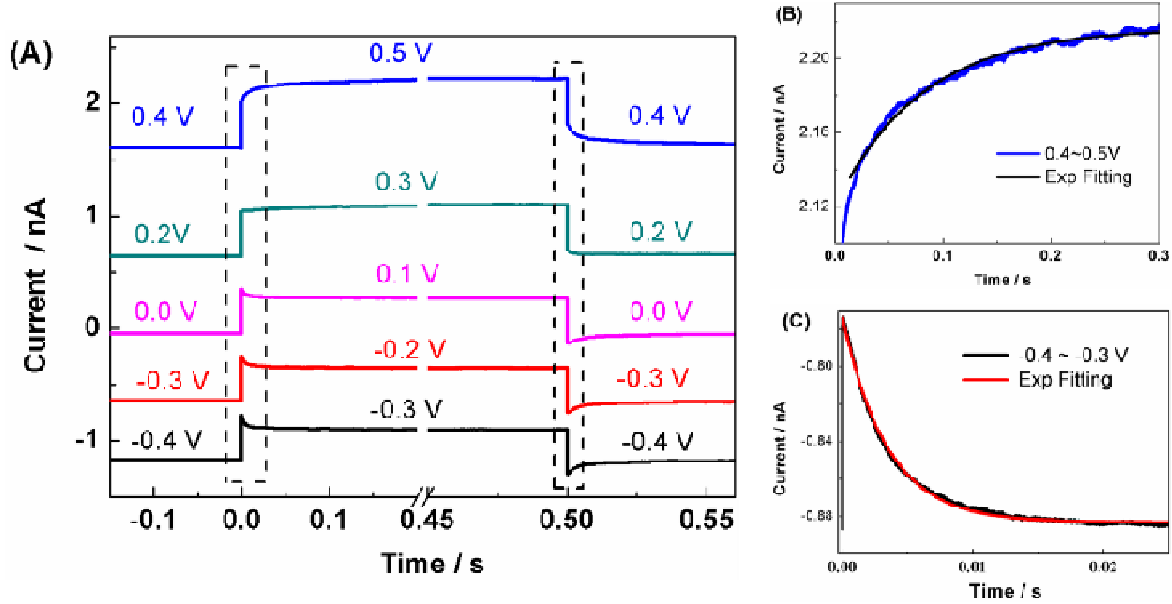 (A)
0.5 V
0.4 V
0.4 V
0.3 V
0.2V
0.2 V
0.1 V
0.0 V
0.0 V
-0.2 V
-0.3 V
-0.3 V
-0.3 V
-0.4 V
-0.4 V
2
1
0
-1
Current / nA
-0.1
0.0
0.1
0.45
0.50
0.55
Time / s
(B)
2.20
2.16
2.12
Current / nA
0.4~0.5V
Exp Fitting
0.0
0.1
0.2
0.3
Time / s
(C)
-0.80
-0.84
-0.88
Current / nA
-0.4 ~ -0.3 V
Exp Fitting
0.00
0.01
0.02
Time / s